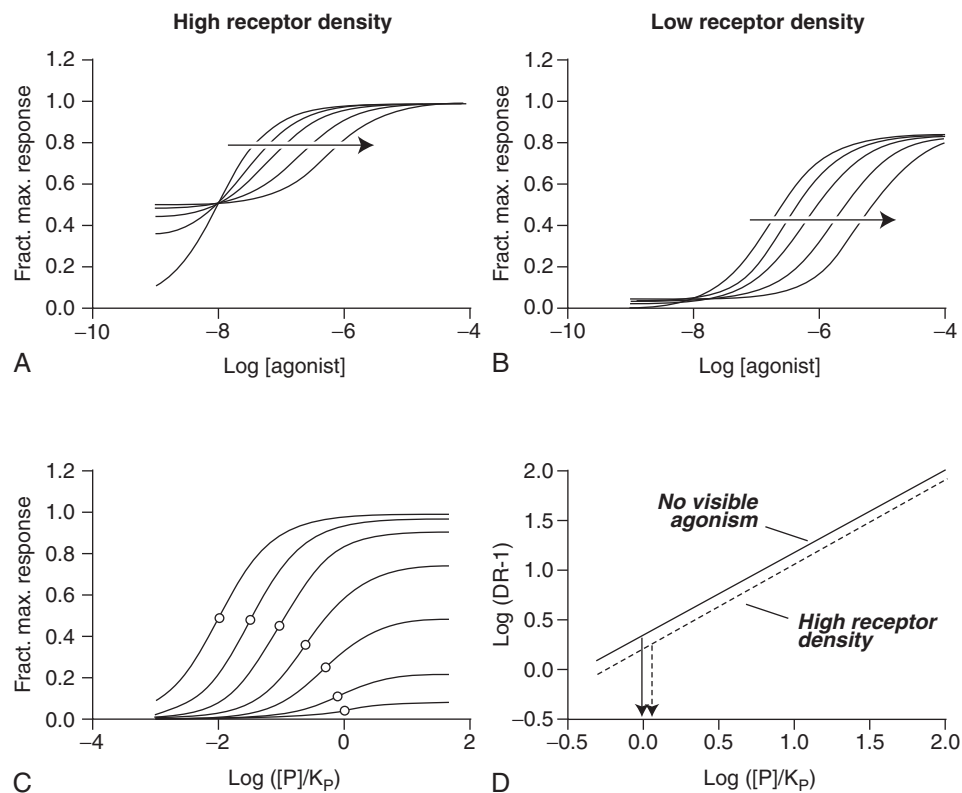 High receptor density
1.2
1.0
0.8
0.6
0.4
0.2
0.0
Fract. max. response
−10
−8
−6
−4
Log [agonist]
A
Low receptor density
1.2
1.0
0.8
0.6
0.4
0.2
0.0
Fract. max. response
−10
−8
−6
−4
Log [agonist]
B
1.2
1.0
0.8
0.6
0.4
0.2
0.0
Fract. max. response
−4
−2
0
2
Log ([P]/K_P)
C
2.0
1.5
1.0
0.5
0.0
−0.5
Log (DR-1)
No visible
agonism
High receptor
density
−0.5
0.0
0.5
1.0
1.5
2.0
Log ([P]/K_P)
D